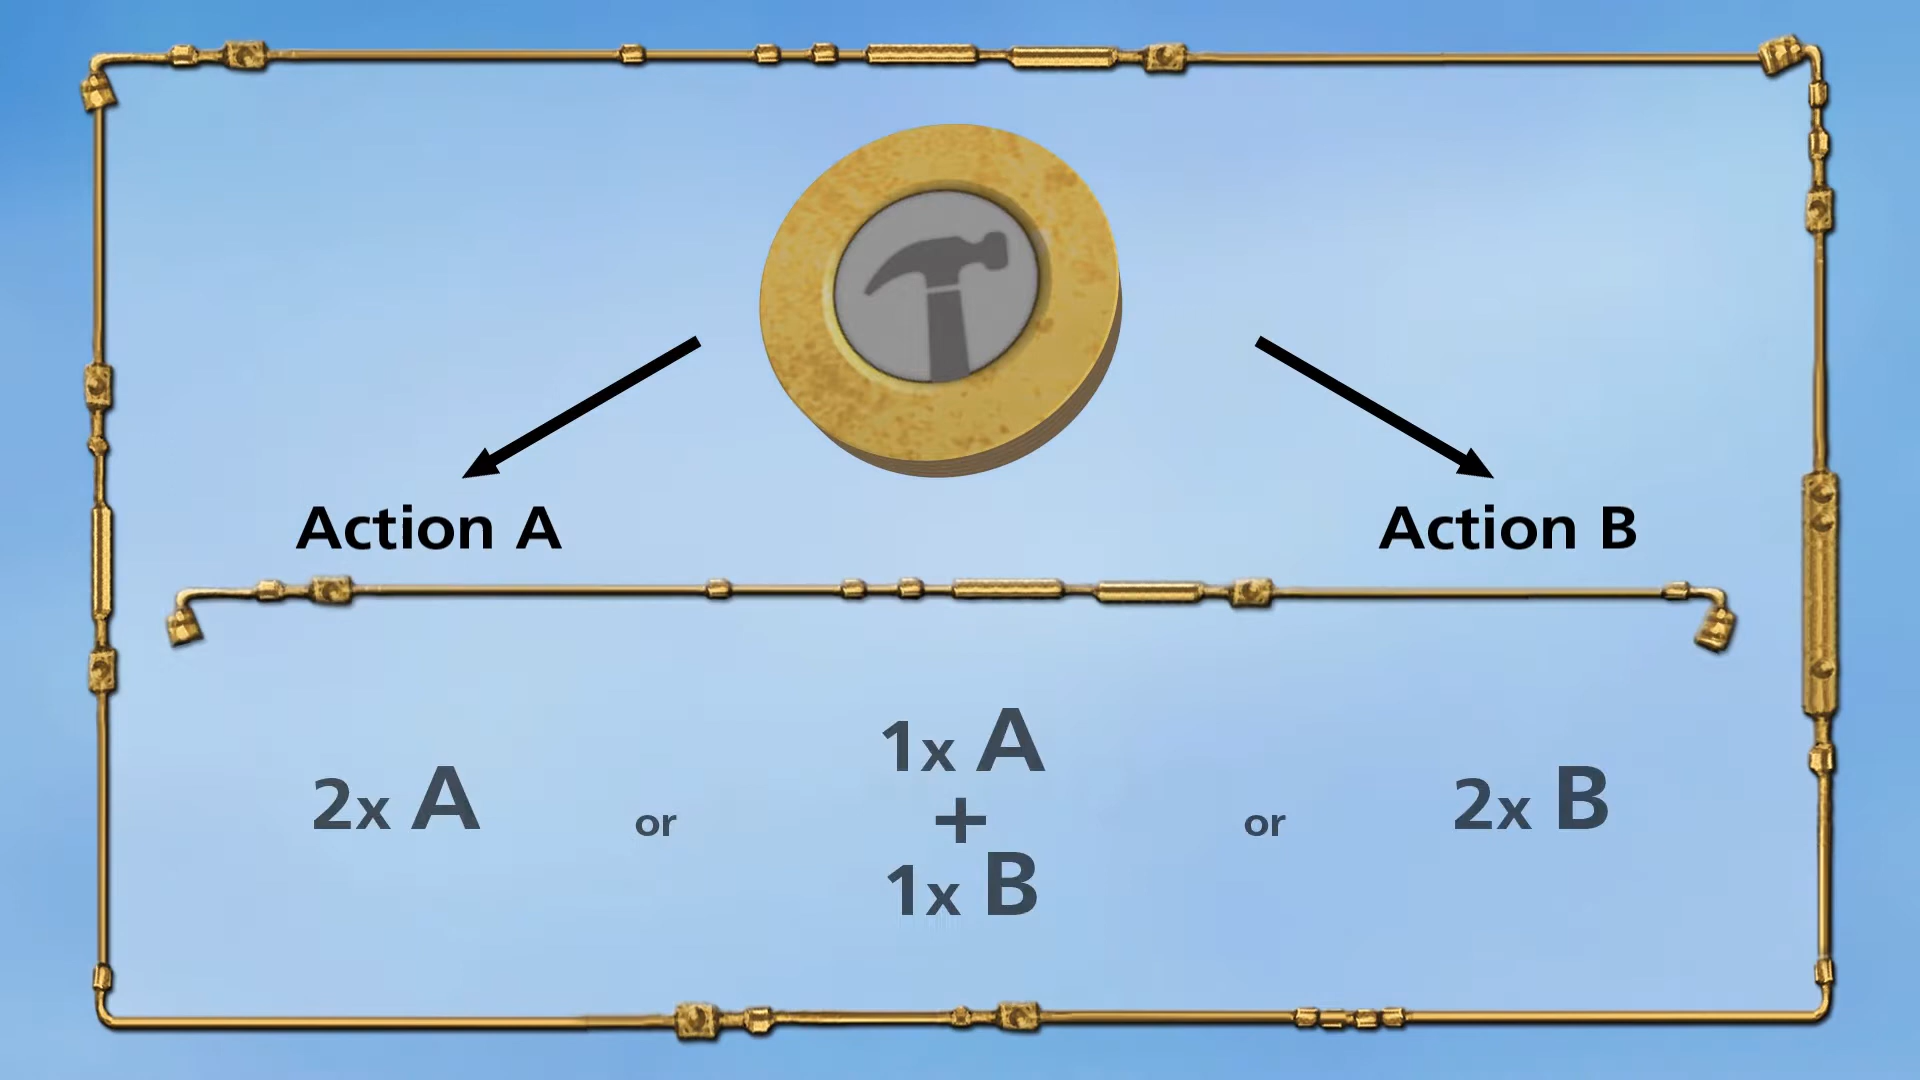 Action A
Action B
2x A
or
1x A
+
1x B
or
2x B